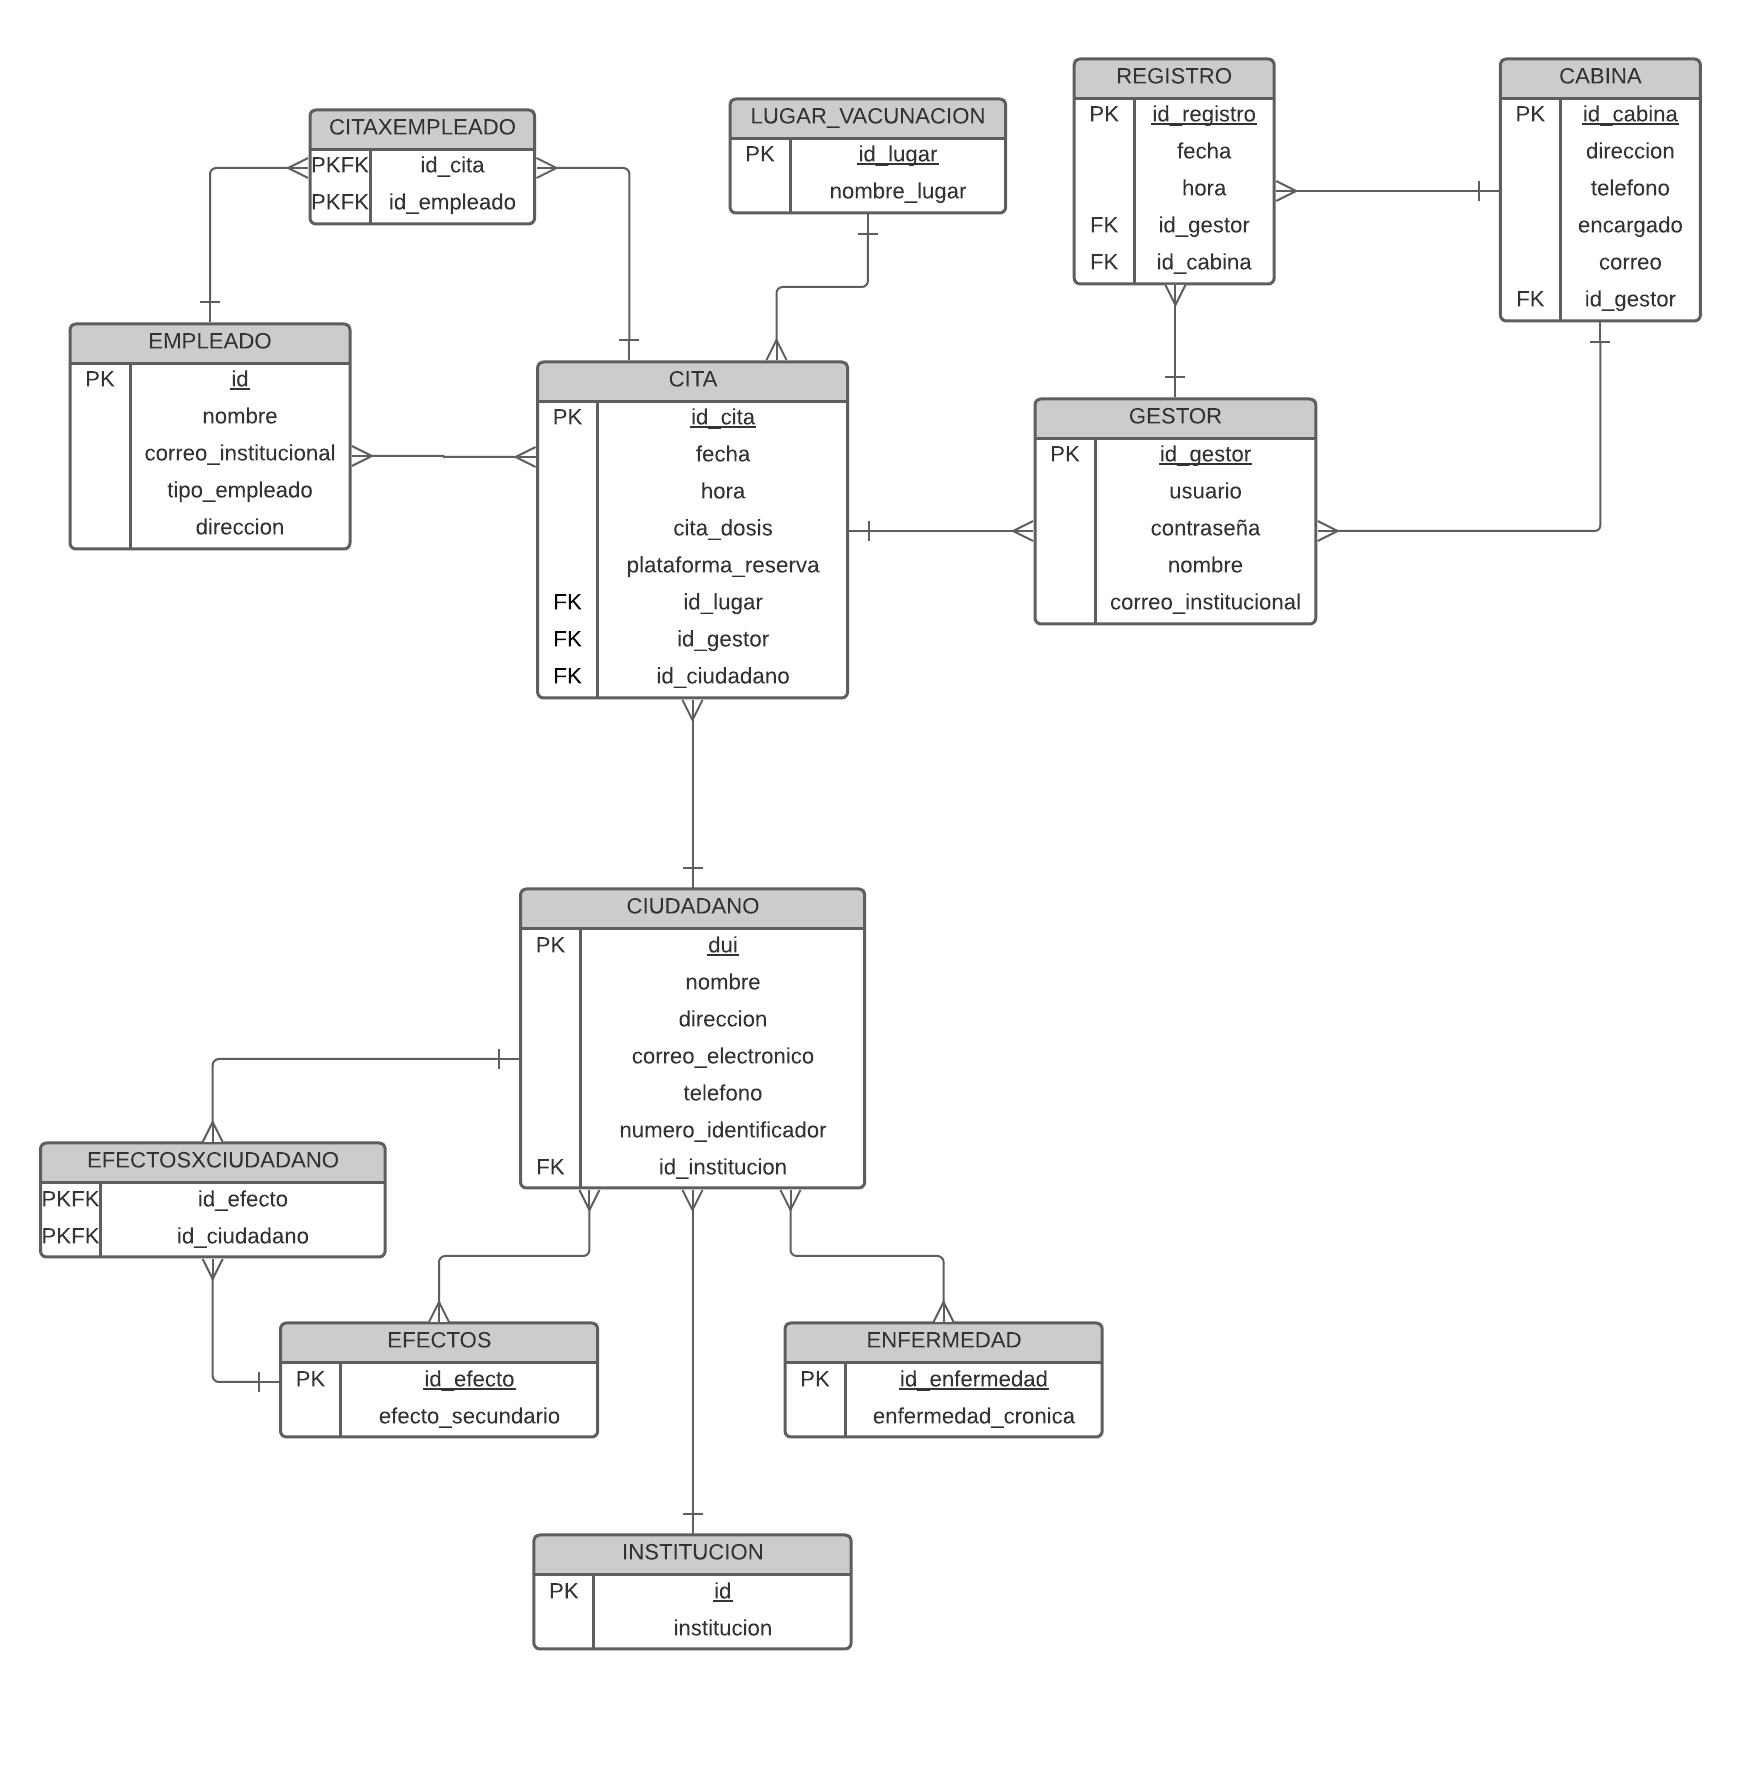 CITAXEMPLEADO
PKFK id_cita
PKFK id_empleado
LUGAR_VACUNACION
PK id_lugar
nombre_lugar
REGISTRO
PK id_registro
fecha
hora
FK id_gestor
FK id_cabina
CABINA
PK id_cabina
direccion
telefono
encargado
correo
FK id_gestor
EMPLEADO
PK id
nombre
correo_institucional
tipo_empleado
direccion
CITA
PK id_cita
fecha
hora
cita_dosis
plataforma_reserva
FK id_lugar
FK id_gestor
FK id_ciudadano
GESTOR
PK id_gestor
usuario
contraseña
nombre
correo_institucional
CIUDADANO
PK dui
nombre
direccion
correo_electronico
telefono
numero_identificador
FK id_institucion
EFECTOSXCIUDADANO
PKFK id_efecto
PKFK id_ciudadano
EFECTOS
PK id_efecto
efecto_secundario
ENFERMEDAD
PK id_enfermedad
enfermedad_cronica
INSTITUCION
PK id
institucion